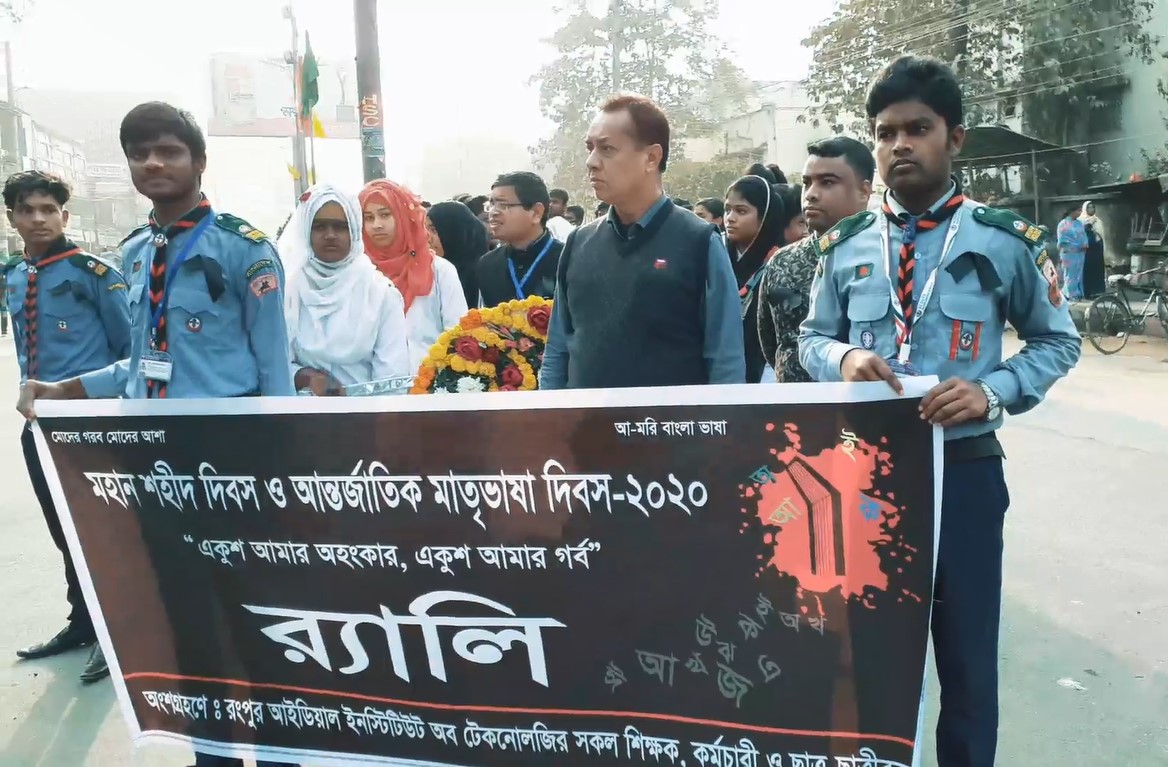 মোদের গরব মোদের আশা
আ-মরি বাংলা ভাষা
মহান শহীদ দিবস ও আন্তর্জাতিক মাতৃভাষা দিবস-২০২০
“একুশ আমার অহংকার, একুশ আমার গর্ব”
র‍্যালি
অংশগ্রহণে ঃ রংপুর আইডিয়াল ইনস্টিটিউট অব টেকনোলজির সকল শিক্ষক, কর্মচারী ও ছাত্র
অ ই
আ ক
আ খ জ এ অ খ